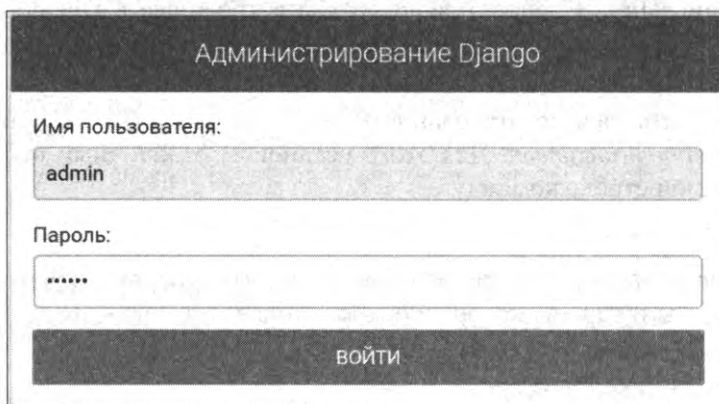 Администрирование Django
Имя пользователя:
admin
Пароль:
••••••
ВОЙТИ